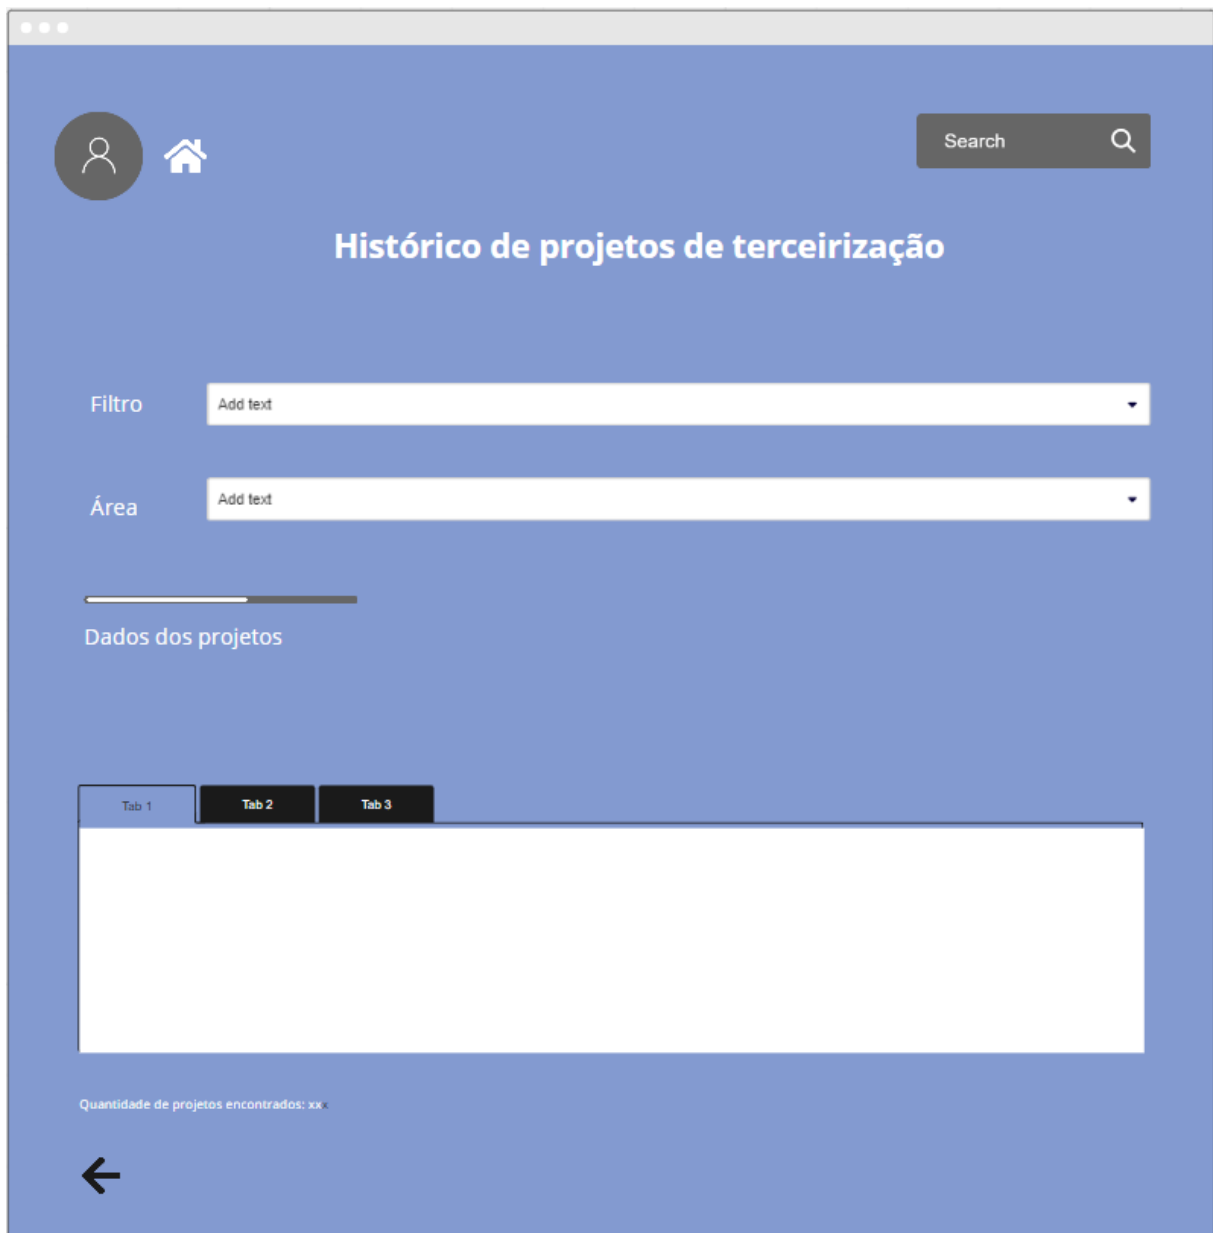 Search
Histórico de projetos de terceirização
Filtro
Add text
Área
Add text
Dados dos projetos
Tab 1
Tab 2
Tab 3
Quantidade de projetos encontrados: xxx